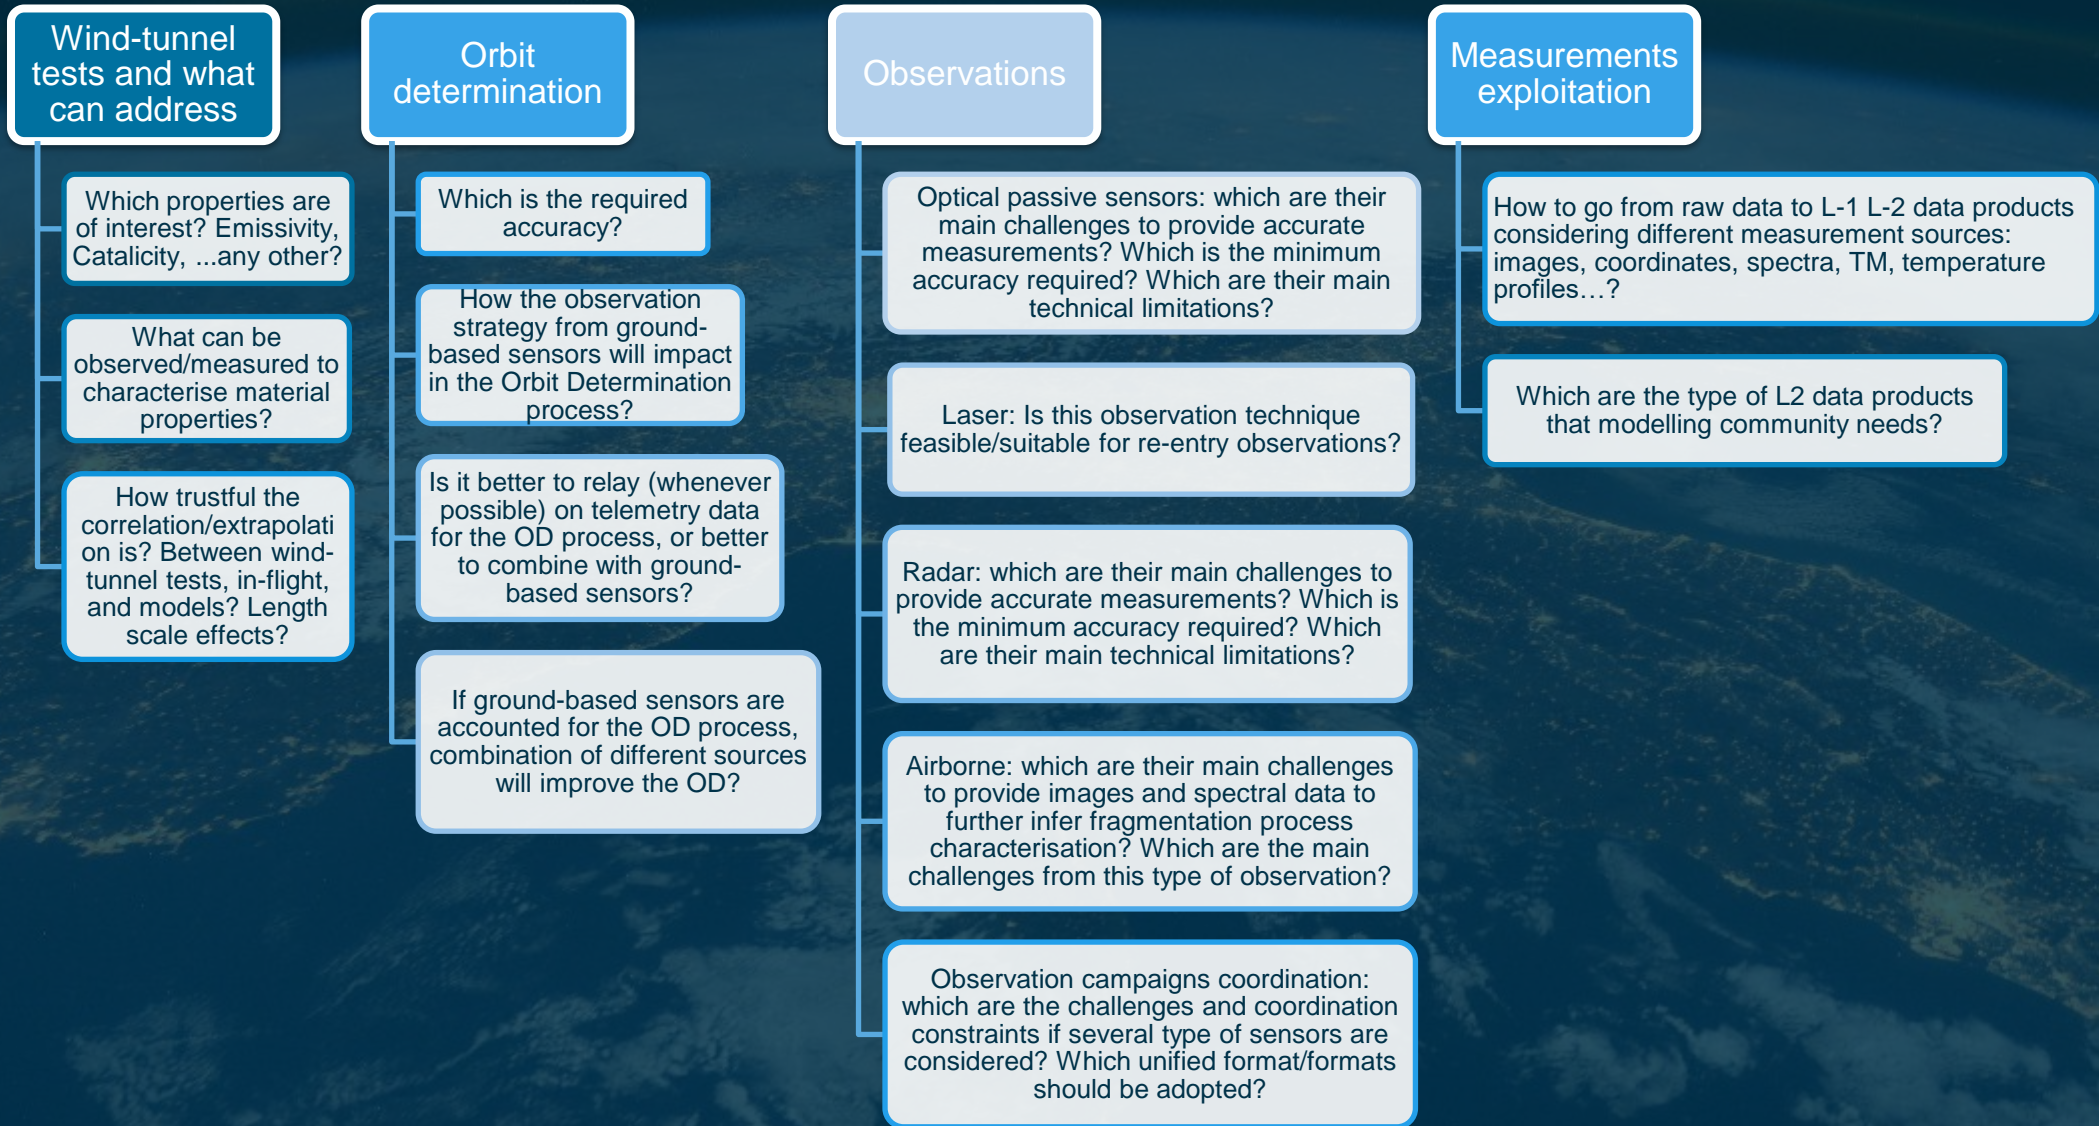 Wind-tunnel
tests and what
can address
Which properties are
of interest? Emissivity,
Catalicity, ...any other?
What can be
observed/measured to
characterise material
properties?
How trustful the
correlation/extrapolati
on is? Between wind-
tunnel tests, in-flight,
and models? Length
scale effects?
Orbit
determination
Which is the required
accuracy?
How the observation
strategy from ground-
based sensors will impact
in the Orbit Determination
process?
Is it better to relay (whenever
possible) on telemetry data
for the OD process, or better
to combine with ground-
based sensors?
If ground-based sensors are
accounted for the OD process,
combination of different sources
will improve the OD?
Observations
Optical passive sensors: which are their
main challenges to provide accurate
measurements? Which is the minimum
accuracy required? Which are their main
technical limitations?
Laser: Is this observation technique
feasible/suitable for re-entry observations?
Radar: which are their main challenges to
provide accurate measurements? Which is
the minimum accuracy required? Which
are their main technical limitations?
Airborne: which are their main challenges
to provide images and spectral data to
further infer fragmentation process
characterisation? Which are the main
challenges from this type of observation?
Observation campaigns coordination:
which are the challenges and coordination
constraints if several type of sensors are
considered? Which unified format/formats
should be adopted?
Measurements
exploitation
How to go from raw data to L-1 L-2 data products
considering different measurement sources:
images, coordinates, spectra, TM, temperature
profiles…?
Which are the type of L2 data products
that modelling community needs?